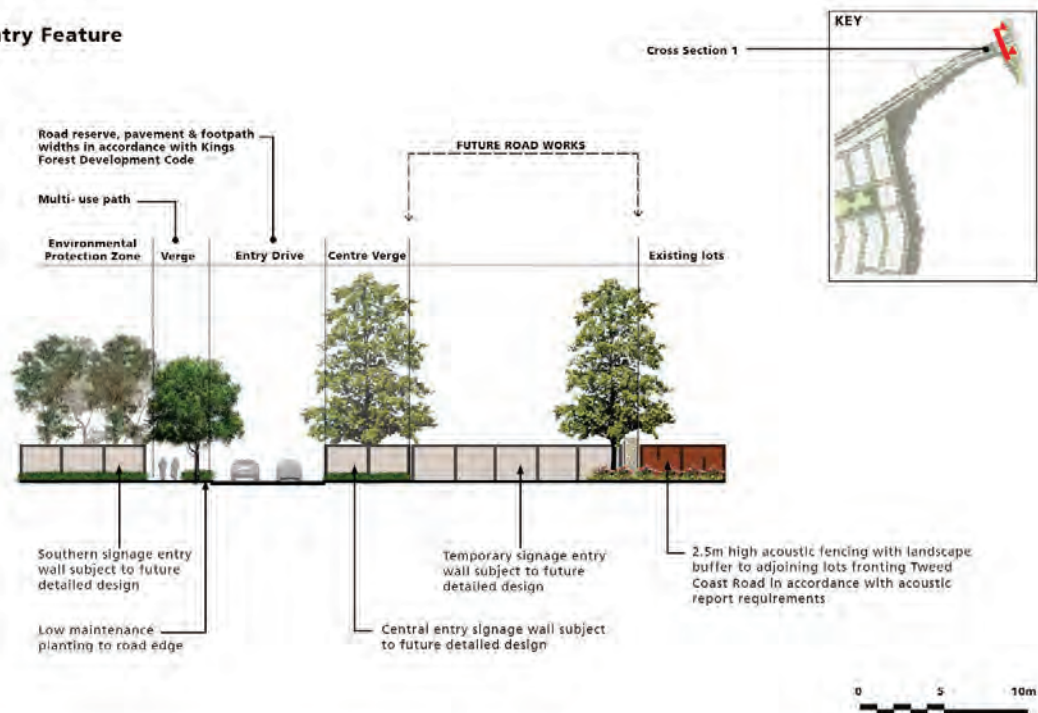 ntry Feature
KEY
Cross Section 1
Road reserve, pavement & footpath
widths in accordance with Kings
Forest Development Code
FUTURE ROAD WORKS
Multi- use path
Environmental
Protection Zone
Verge
Entry Drive
Centre Verge
Existing lots
Southern signage entry
wall subject to future
detailed design
Temporary signage entry
wall subject to future
detailed design
2.5m high acoustic fencing with landscape
buffer to adjoining lots fronting Tweed
Coast Road in accordance with acoustic
report requirements
Low maintenance
planting to road edge
Central entry signage wall subject
to future detailed design
0 5 10m